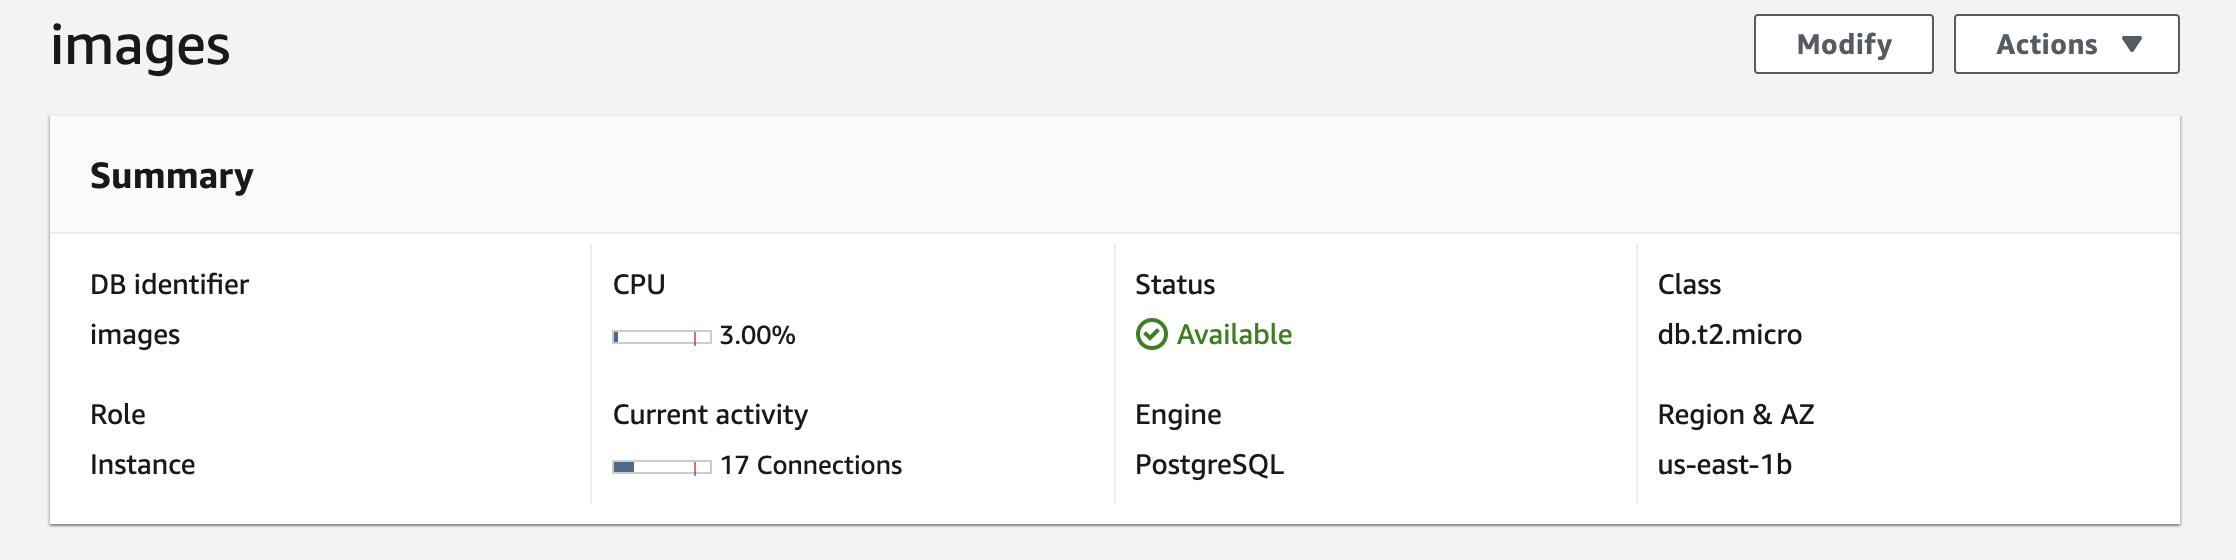 images
Modify
Actions
Summary
DB identifier
images
CPU
3.00%
Status
Available
Class
db.t2.micro
Role
Instance
Current activity
17 Connections
Engine
PostgreSQL
Region & AZ
us-east-1b